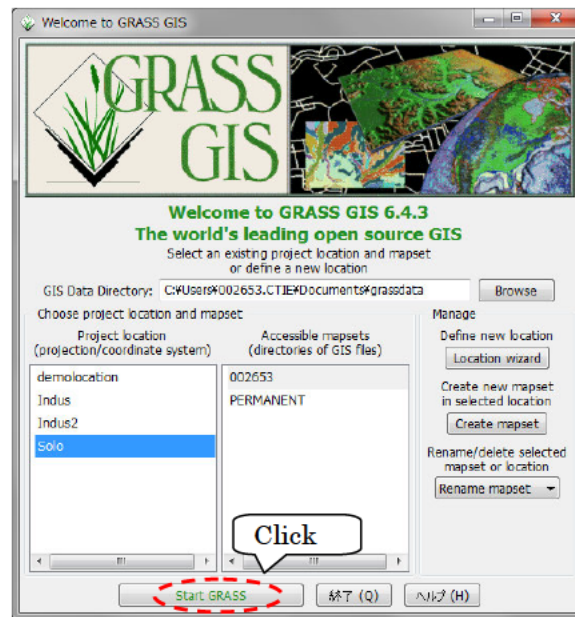 Welcome to GRASS GIS
GRASS
GIS
Welcome to GRASS GIS 6.4.3
The world's leading open source GIS
Select an existing project location and mapset
or define a new location
GIS Data Directory: C:¥Users¥002653.CTIE¥Documents¥grassdata Browse
Choose project location and mapset
Manage
Project location
(projection/coordinate system)
Accessible mapsets
(directories of GIS files)
demolocation
Indus
Indus2
Solo
002653
PERMANENT
Define new location
Location wizard
Create new mapset
in selected location
Create mapset
Rename/delete selected
mapset or location
Rename mapset
Click
Start GRASS
終了 (Q)
ヘルプ (H)